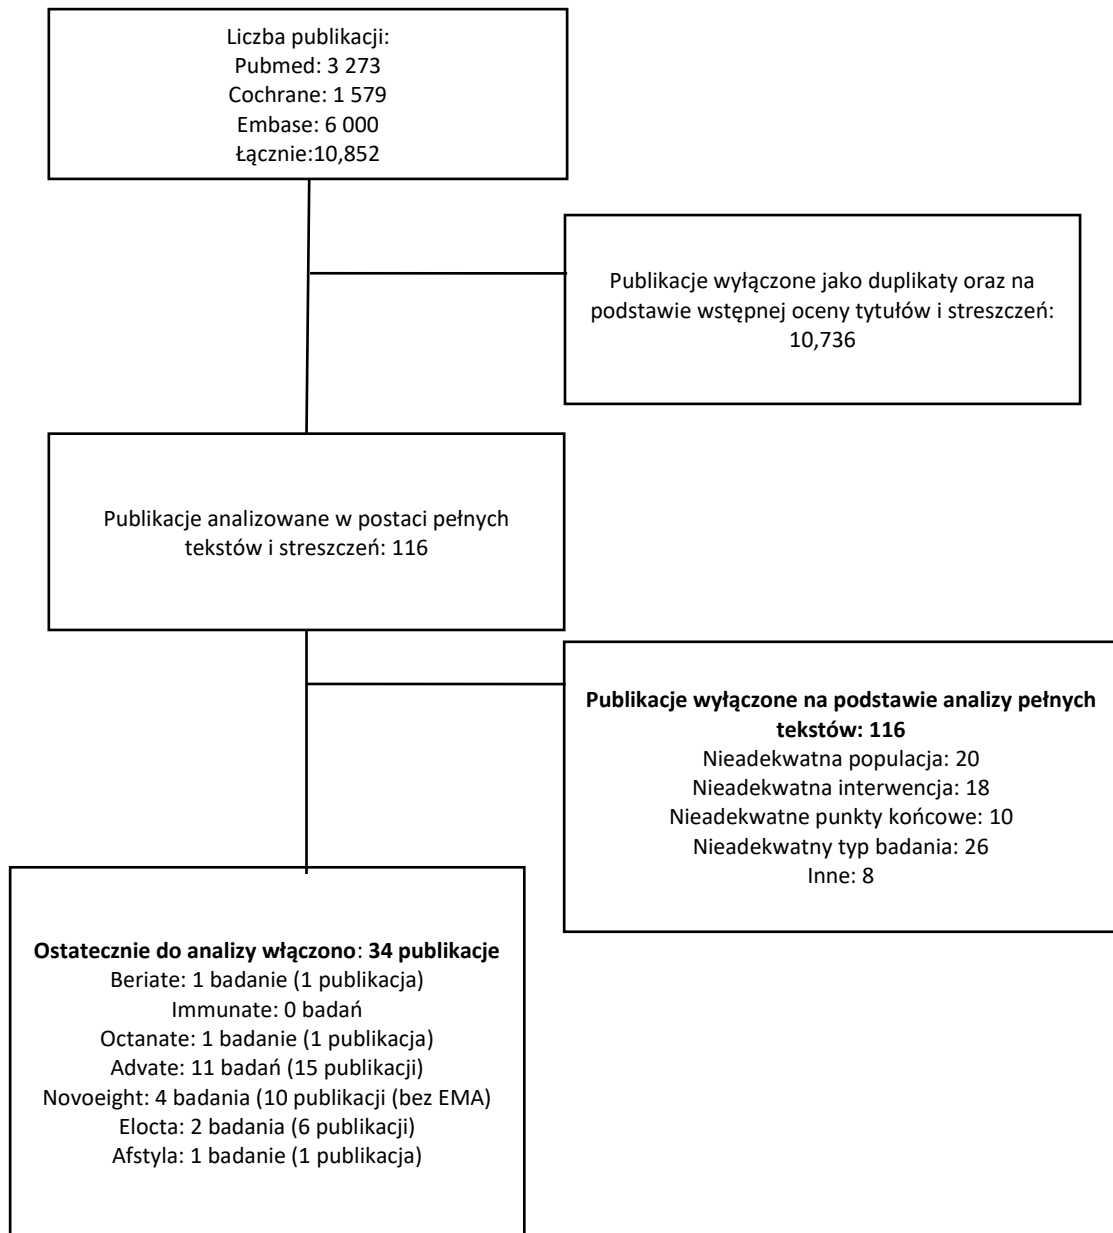 Liczba publikacji:
Pubmed: 3 273
Cochrane: 1 579
Embase: 6 000
Łącznie:10,852
Publikacje wyłączone jako duplikaty oraz na
podstawie wstępnej oceny tytułów i streszczeń:
10,736
Publikacje analizowane w postaci pełnych
tekstów i streszczeń: 116
Publikacje wyłączone na podstawie analizy pełnych
tekstów: 116
Nieadekwatna populacja: 20
Nieadekwatna interwencja: 18
Nieadekwatne punkty końcowe: 10
Nieadekwatny typ badania: 26
Inne: 8
Ostatecznie do analizy włączono: 34 publikacje
Beriate: 1 badanie (1 publikacja)
Immunate: 0 badań
Octanate: 1 badanie (1 publikacja)
Advate: 11 badań (15 publikacji)
Novoeight: 4 badania (10 publikacji (bez EMA)
Elocta: 2 badania (6 publikacji)
Afstyla: 1 badanie (1 publikacja)